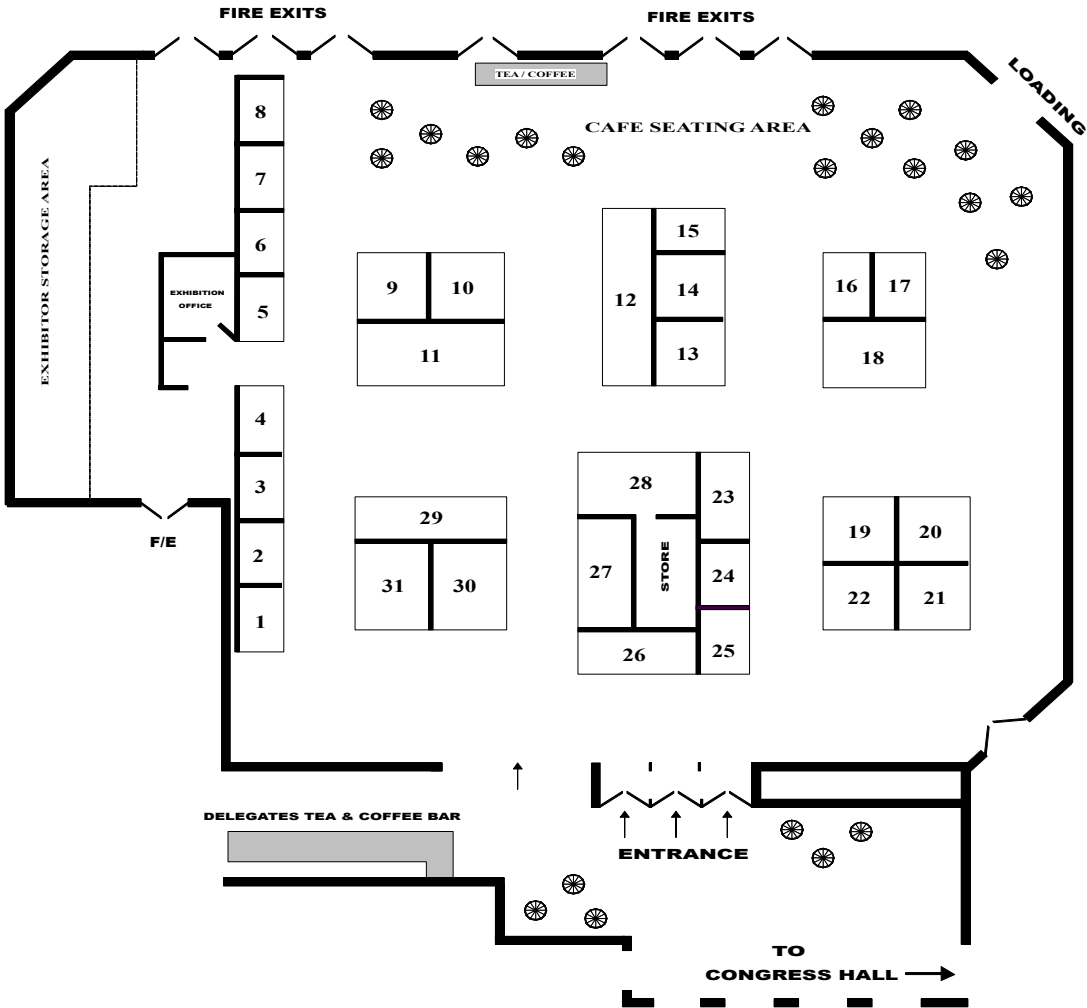 FIRE EXITS
FIRE EXITS
TEA / COFFEE
LOADING
CAFE SEATING AREA
EXHIBITOR STORAGE AREA
8
7
6
5
EXHIBITION
OFFICE
9
10
11
12
15
14
13
16
17
18
4
3
2
1
F/E
29
31
30
28
23
27
STORE
24
26
25
19
20
22
21
DELEGATES TEA & COFFEE BAR
ENTRANCE
TO
CONGRESS HALL